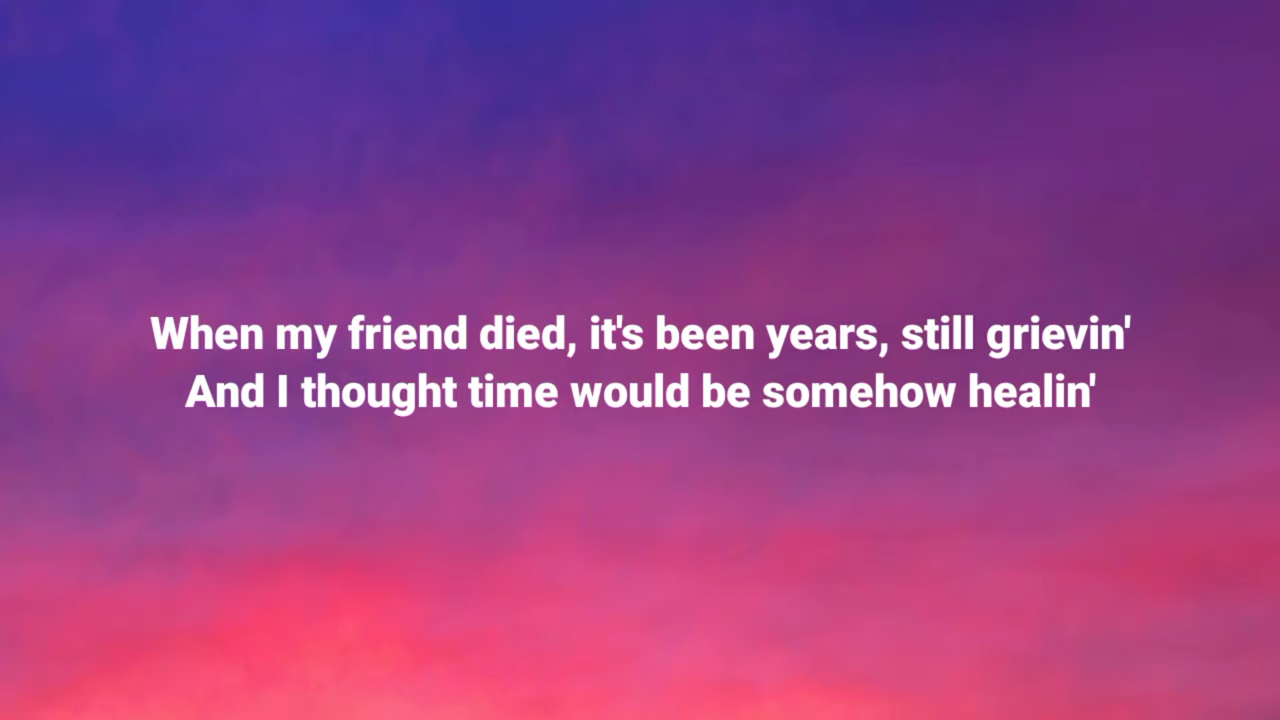 When my friend died, it's been years, still grievin'
And I thought time would be somehow healin'